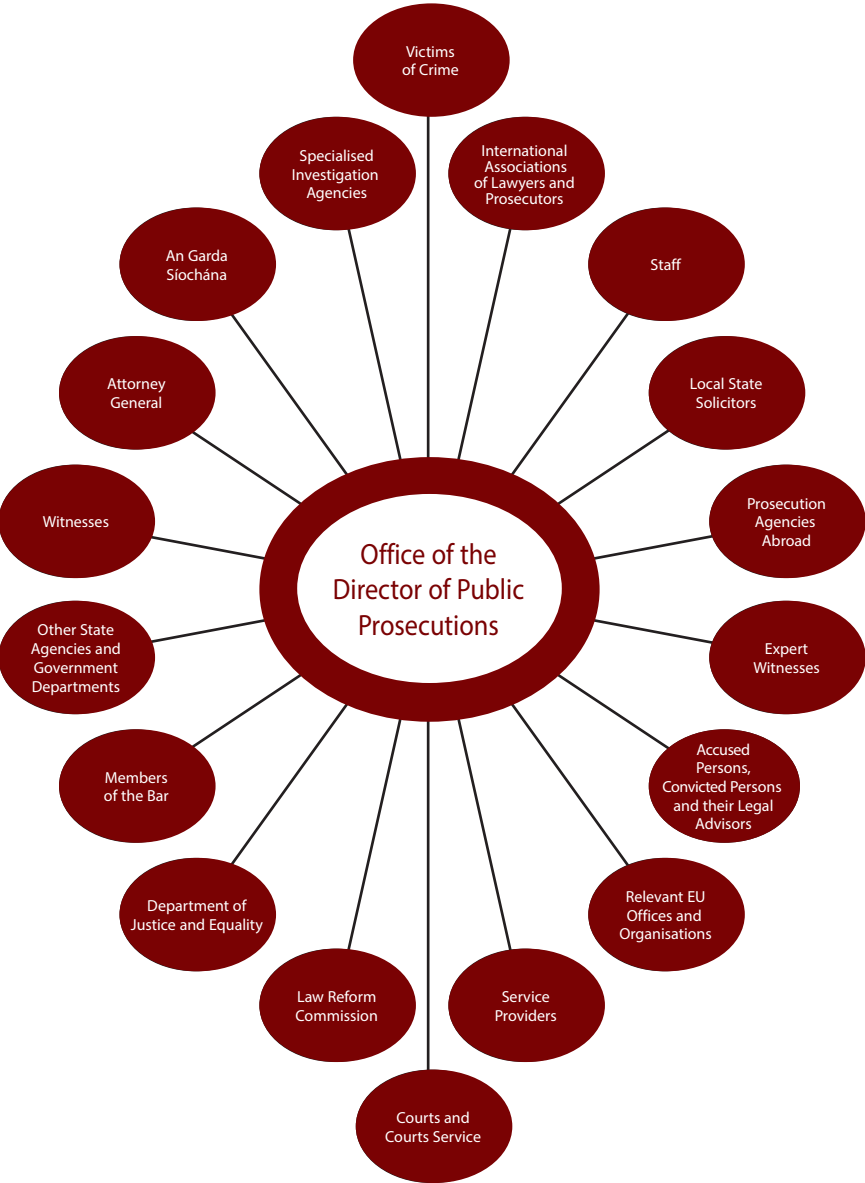 Victims
of Crime
Specialised
Investigation
Agencies
International
Associations
of Lawyers and
Prosecutors
An Garda
Síochána
Staff
Attorney
General
Local State
Solicitors
Witnesses
Prosecution
Agencies
Abroad
Office of the
Director of Public
Prosecutions
Other State
Agencies and
Government
Departments
Expert
Witnesses
Members
of the Bar
Accused
Persons,
Convicted Persons
and their Legal
Advisors
Department of
Justice and Equality
Relevant EU
Offices and
Organisations
Law Reform
Commission
Service
Providers
Courts and
Courts Service